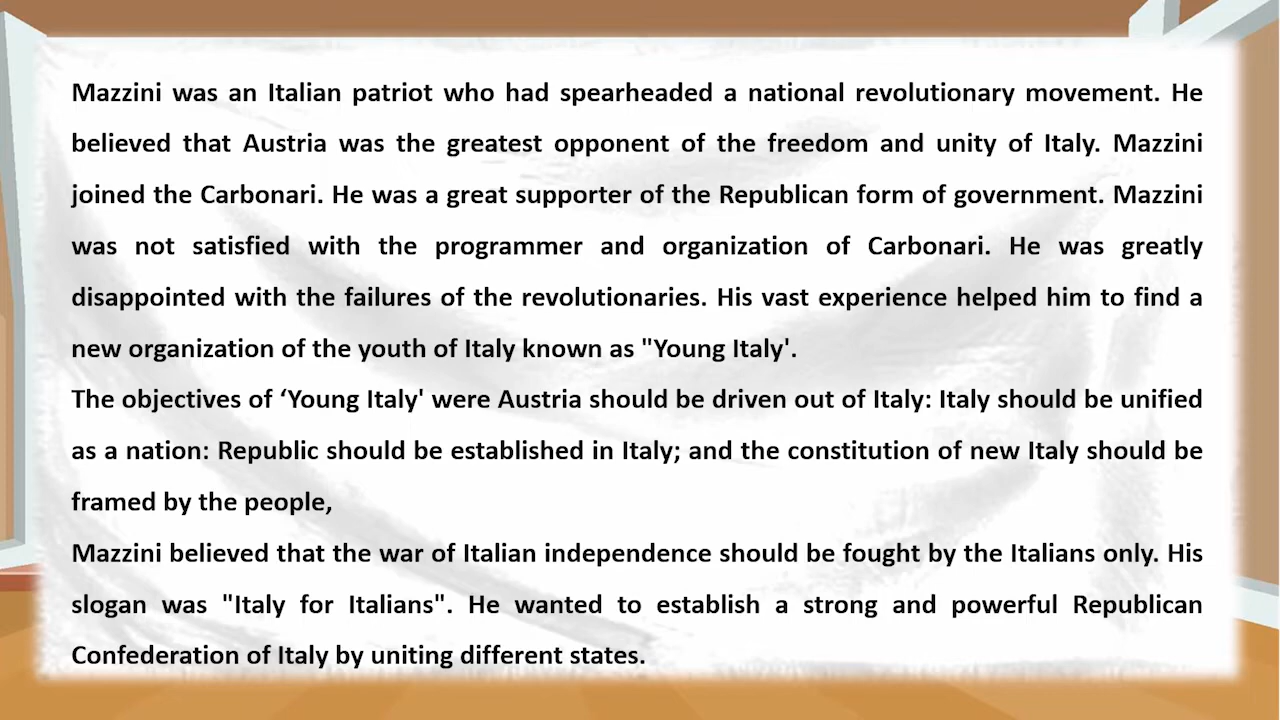 Mazzini was an Italian patriot who had spearheaded a national revolutionary movement. He
believed that Austria was the greatest opponent of the freedom and unity of Italy. Mazzini
joined the Carbonari. He was a great supporter of the Republican form of government. Mazzini
was not satisfied with the programmer and organization of Carbonari. He was greatly
disappointed with the failures of the revolutionaries. His vast experience helped him to find a
new organization of the youth of Italy known as "Young Italy'.
The objectives of ‘Young Italy' were Austria should be driven out of Italy: Italy should be unified
as a nation: Republic should be established in Italy; and the constitution of new Italy should be
framed by the people,
Mazzini believed that the war of Italian independence should be fought by the Italians only. His
slogan was "Italy for Italians". He wanted to establish a strong and powerful Republican
Confederation of Italy by uniting different states.